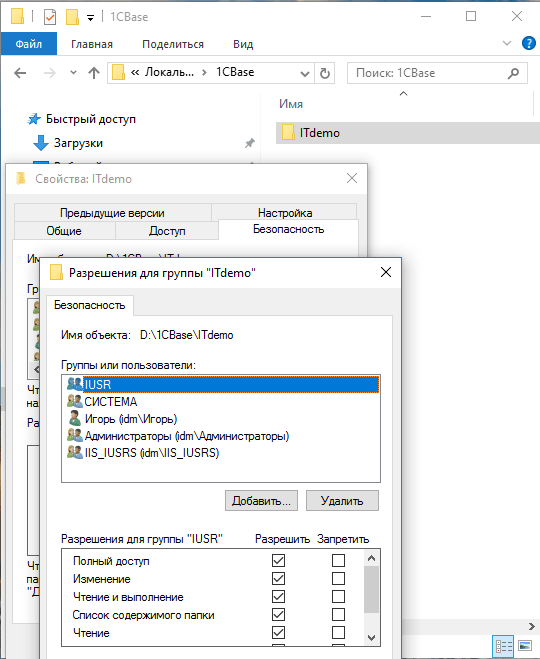 1CBase
Файл Главная Поделиться Вид
« Локаль... 1CBase Поиск: 1CBase
Имя
Быстрый доступ
ITdemo
Загрузки
Свойства: ITdemo
Предыдущие версии Настройка
Общие Доступ Безопасность
Разрешения для группы "ITdemo"
Безопасность
Имя объекта: D:\1CBase\ITdemo
Группы или пользователи:
IUSR
СИСТЕМА
Игорь (idm\Игорь)
Администраторы (idm\Администраторы)
IIS_IUSRS (idm\IIS_IUSRS)
Добавить... Удалить
Разрешения для группы "IUSR" Разрешить Запретить
Полный доступ
Изменение
Чтение и выполнение
Список содержимого папки
Чтение